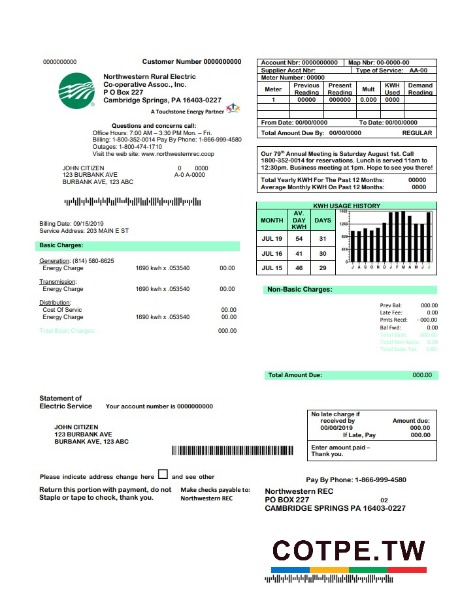 0000000000
Customer Number 0000000000
Northwestern Rural Electric
Co-operative Assoc., Inc.
P O Box 227
Cambridge Springs, PA 16403-0227
A Touchstone Energy Partner
Questions and concerns call:
Office Hours: 7:00 AM – 3:30 PM Mon. – Fri.
Billing: 1-800-352-0014 Pay By Phone: 1-866-999-4580
Outages: 1-800-474-1710
Visit the web site: www.northwesternrec.coop
JOHN CITIZEN 0 0000
123 BURBANK AVE A-0 A-0000
BURBANK AVE, 123 ABC
Billing Date: 09/15/2019
Service Address: 203 MAIN E ST
Basic Charges:
Generation: (814) 580-6625
Energy Charge 1690 kwh x .053540 00.00
Transmission:
Energy Charge 1690 kwh x .053540 00.00
Distribution:
Cost Of Servic 00.00
Energy Charge 1690 kwh x .053540 00.00
Total Basic Charges: 000.00
Account Nbr: 0000000000 Map Nbr: 00-0000-00
Supplier Acct Nbr: Type of Service: AA-00
Meter Number: 00000
Meter Previous Reading Present Reading Mult KWH Used Demand Reading
1 00000 000000 0.000 0000
From Date: 00/00/0000 To Date: 00/00/0000
Total Amount Due By: 00/00/0000 REGULAR
Our 79th Annual Meeting is Saturday August 1st. Call
1800-352-0014 for reservations. Lunch is served 11am to
12:30pm. Business meeting at 1pm. Hope to see you there!
Total Yearly KWH For The Past 12 Months: 00000
Average Monthly KWH On Past 12 Months: 0000
KWH USAGE HISTORY
MONTH AV. DAY KWH DAYS
JUL 19 54 31
JUL 16 41 30
JUL 15 46 29
Non-Basic Charges:
Prev Bal: 000.00
Late Fee: 0.00
Pmts Recd: - 000.00
Bal Fwd: 0.00
Total Amount Due: 000.00
Statement of
Electric Service Your account number is 0000000000
JOHN CITIZEN
123 BURBANK AVE
BURBANK AVE, 123 ABC
No late charge if
received by Amount due:
00/00/2019 000.00
If Late, Pay 000.00
Enter amount paid –
Thank you.
Please indicate address change here and see other
Return this portion with payment, do not
Staple or tape to check, thank you.
Make checks payable to:
Northwestern REC
Pay By Phone: 1-866-999-4580
Northwestern REC
PO BOX 227 02
CAMBRIDGE SPRINGS PA 16403-0227
COTPE.TW